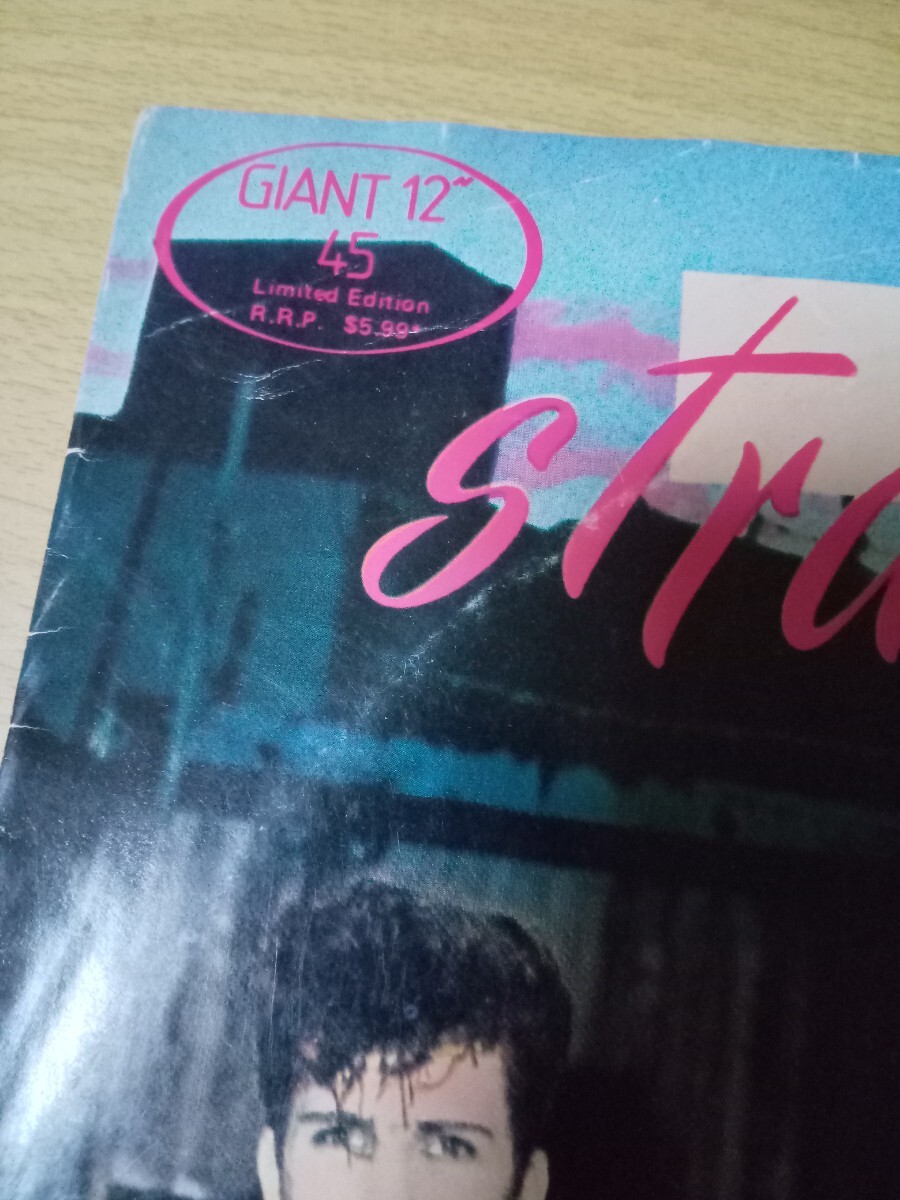 GIANT 12"
45
Limited Edition
R.R.P. $5.99*
stra